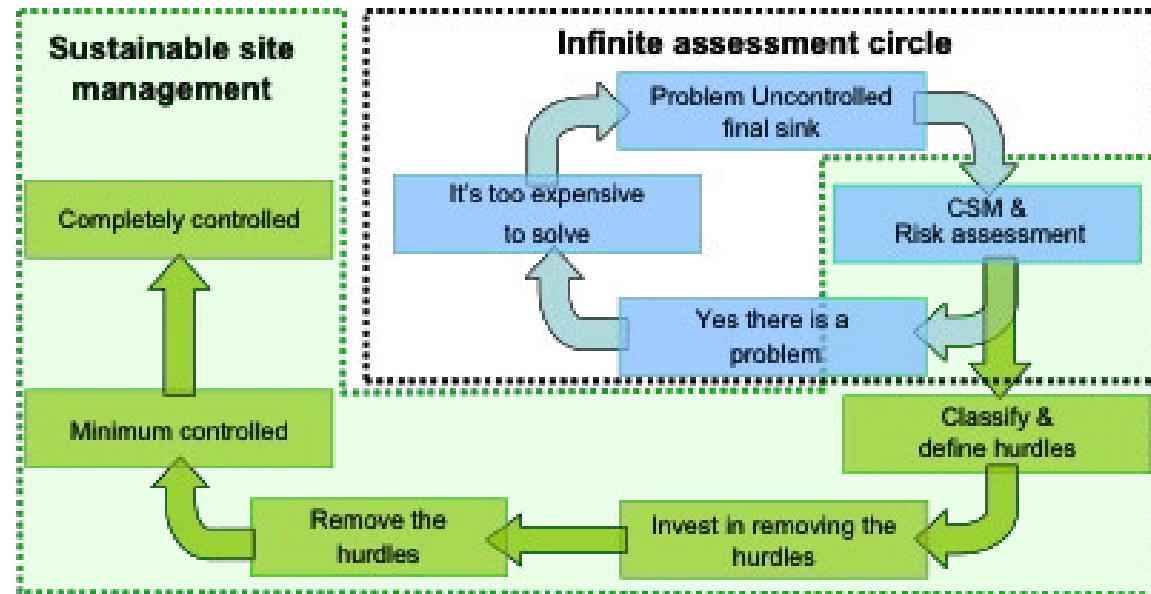 Sustainable site
management
Infinite assessment circle
Problem Uncontrolled
final sink
It's too expensive
to solve
CSM &
Risk assessment
Yes there is a
problem
Completely controlled
Minimum controlled
Classify &
define hurdles
Remove the
hurdles
Invest in removing the
hurdles